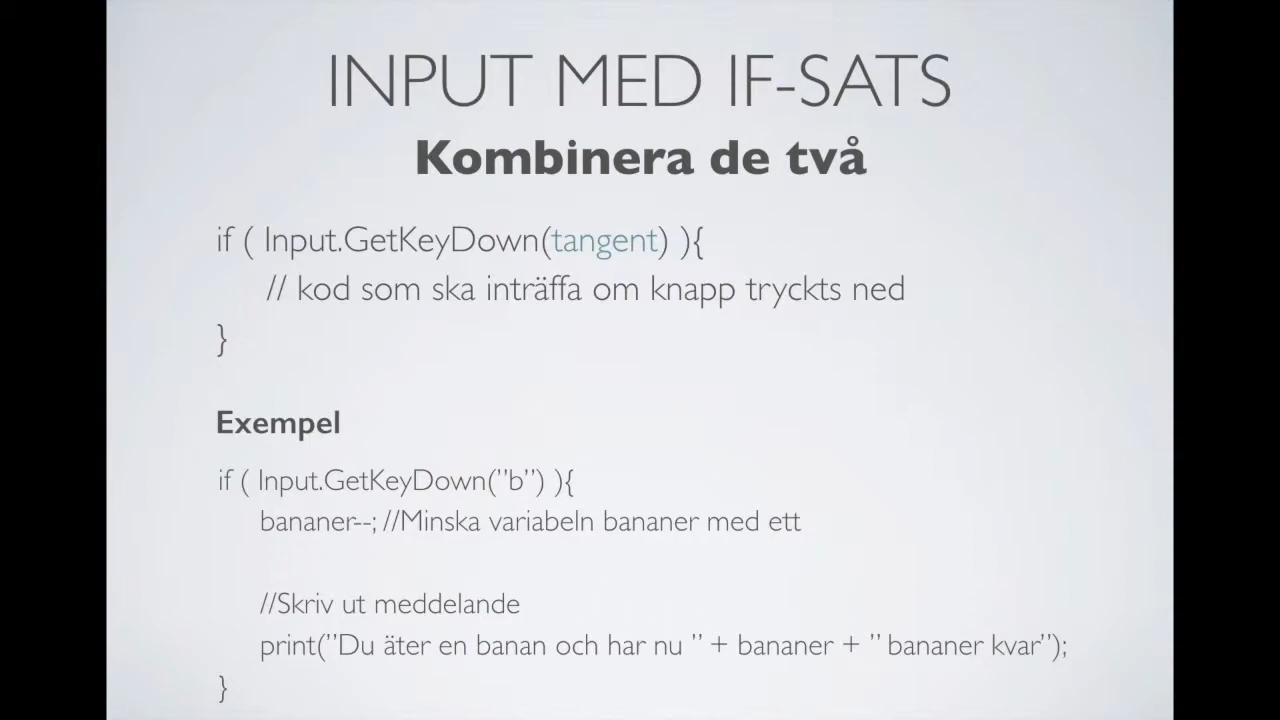 INPUT MED IF-SATS
Kombinera de två
if ( Input.GetKeyDown(tangent) ){
// kod som ska inträffa om knapp tryckts ned
}
Exempel
if ( Input.GetKeyDown(”b”) ){
bananer--; //Minska variabeln bananer med ett
//Skriv ut meddelande
print(”Du äter en banan och har nu ” + bananer + ” bananer kvar”);
}